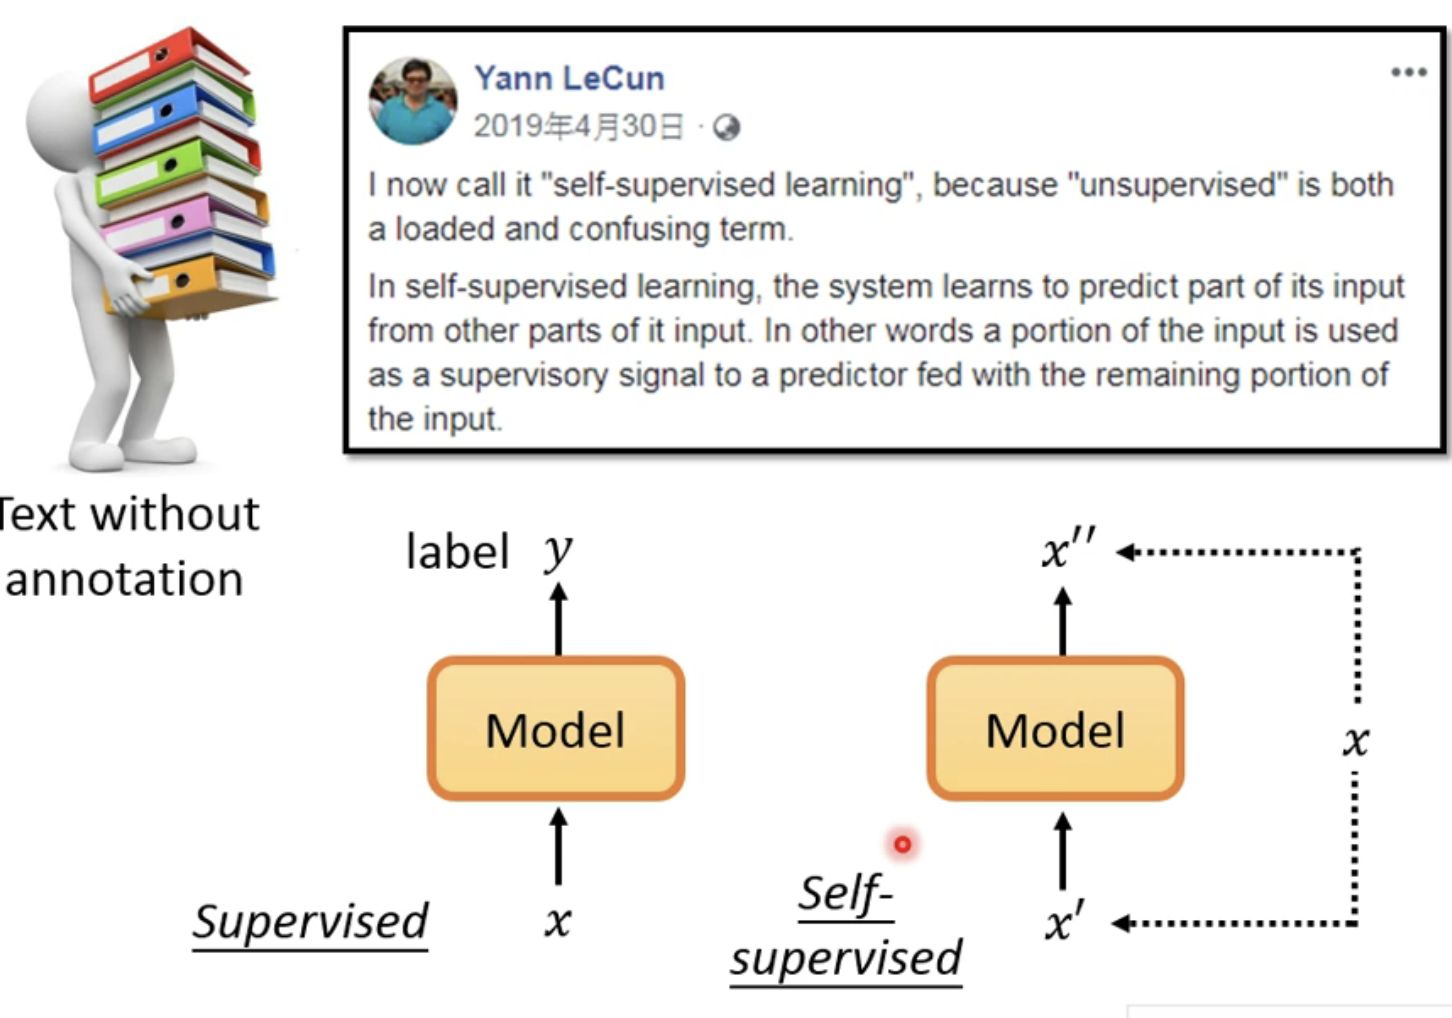 Yann LeCun
2019年4月30日 ·
I now call it "self-supervised learning", because "unsupervised" is both
a loaded and confusing term.
In self-supervised learning, the system learns to predict part of its input
from other parts of it input. In other words a portion of the input is used
as a supervisory signal to a predictor fed with the remaining portion of
the input.
Text without
annotation
label y
Model
x
Supervised
x′′
Model
x
x′
Self-
supervised